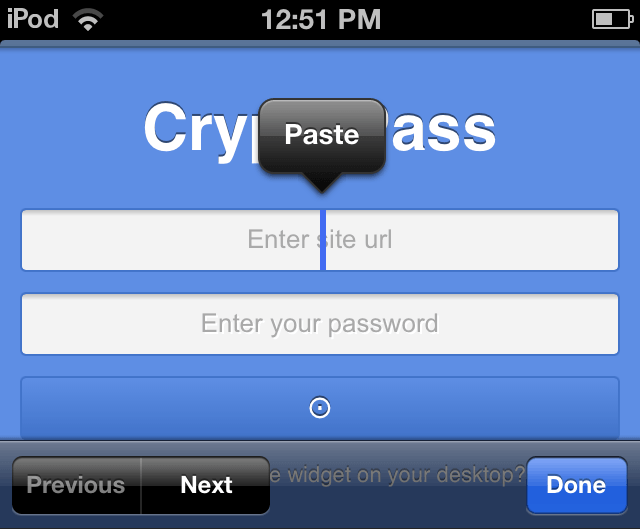 iPod 12:51 PM
Cry ass
Paste
Enter site url
Enter your password
Previous Next e widget on your desktop? Done